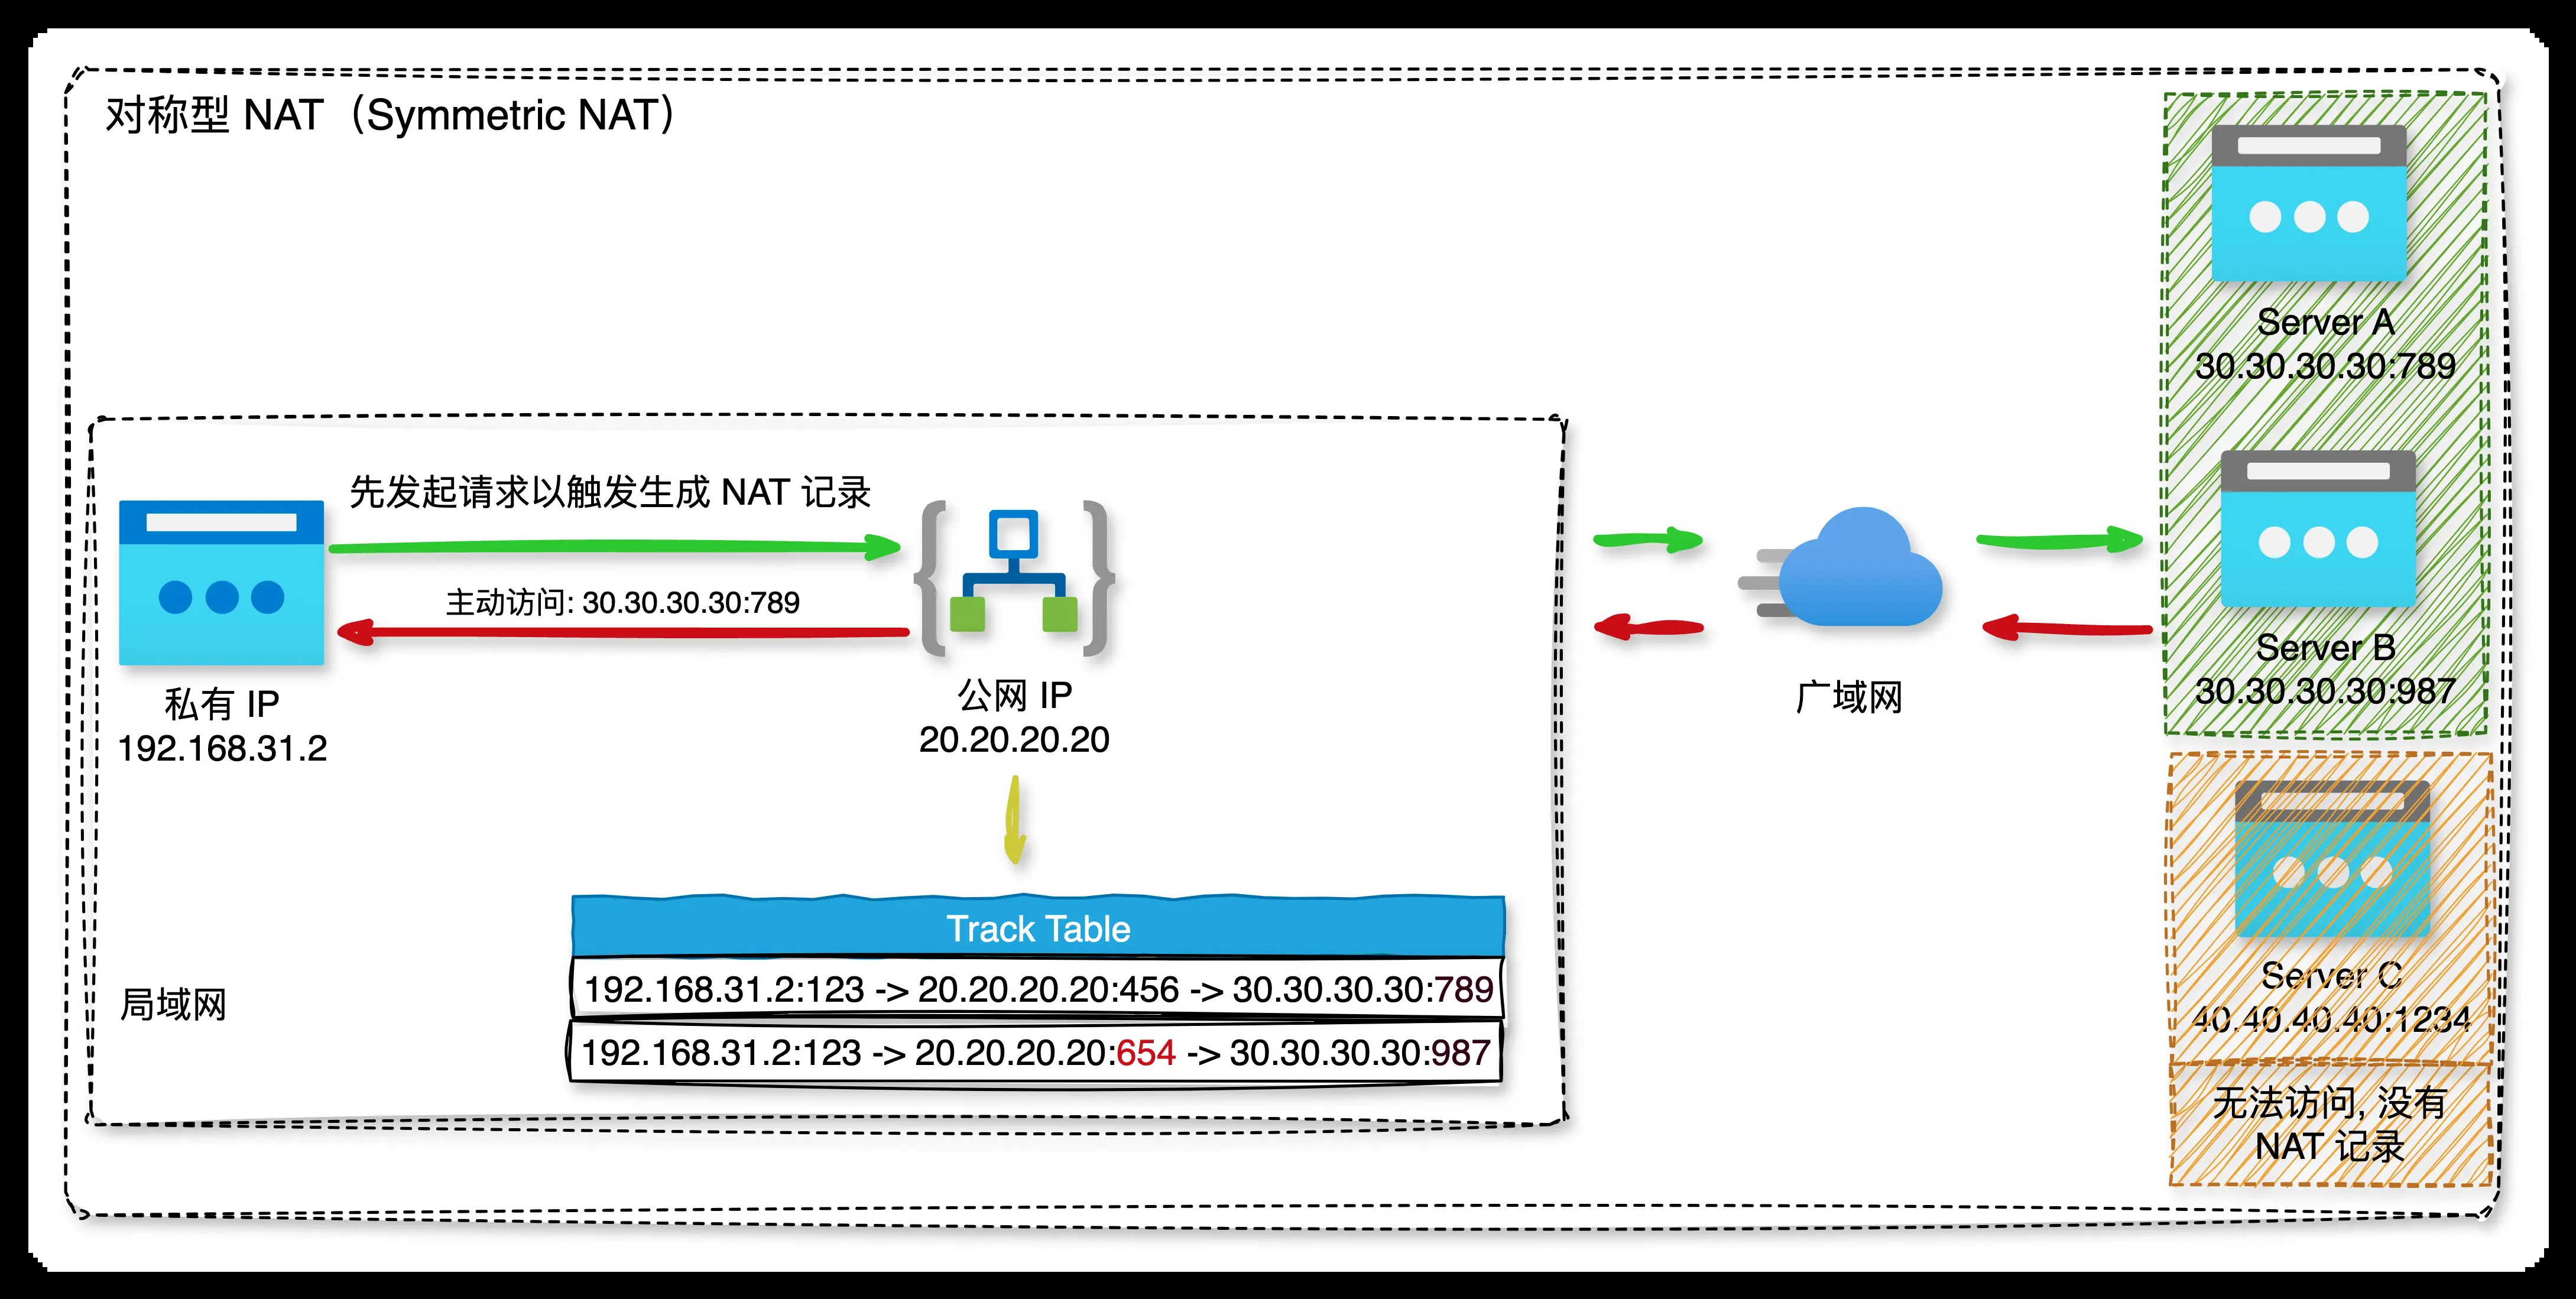 对称型 NAT（Symmetric NAT）
Server A
30.30.30.30:789
先发起请求以触发生成 NAT 记录
主动访问: 30.30.30.30:789
私有 IP
192.168.31.2
公网 IP
20.20.20.20
广域网
Server B
30.30.30.30:987
Track Table
192.168.31.2:123 -> 20.20.20.20:456 -> 30.30.30.30:789
192.168.31.2:123 -> 20.20.20.20:654 -> 30.30.30.30:987
局域网
Server C
40.40.40.40:1234
无法访问, 没有
NAT 记录